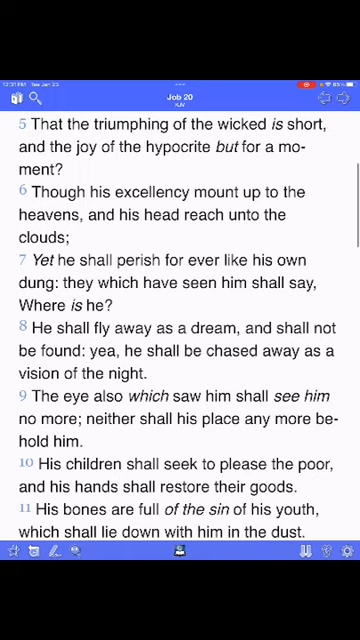 12:31 PM Tue Jan 23
Job 20
KJV
5 That the triumphing of the wicked is short,
and the joy of the hypocrite but for a mo-
ment?
6 Though his excellency mount up to the
heavens, and his head reach unto the
clouds;
7 Yet he shall perish for ever like his own
dung: they which have seen him shall say,
Where is he?
8 He shall fly away as a dream, and shall not
be found: yea, he shall be chased away as a
vision of the night.
9 The eye also which saw him shall see him
no more; neither shall his place any more be-
hold him.
10 His children shall seek to please the poor,
and his hands shall restore their goods.
11 His bones are full of the sin of his youth,
which shall lie down with him in the dust.